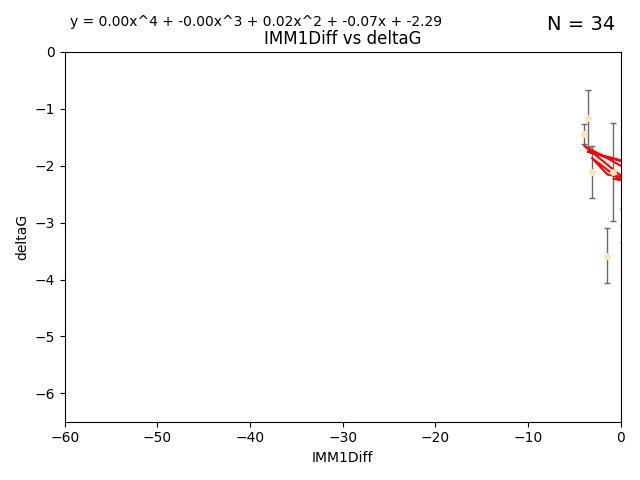 y = 0.00x^4 + -0.00x^3 + 0.02x^2 + -0.07x + -2.29
N = 34
IMM1Diff vs deltaG
0
−1
−2
−3
−4
−5
−6
deltaG
−60 −50 −40 −30 −20 −10 0
IMM1Diff